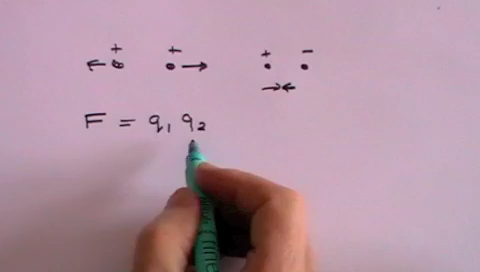 + + + -
F = q₁ q₂